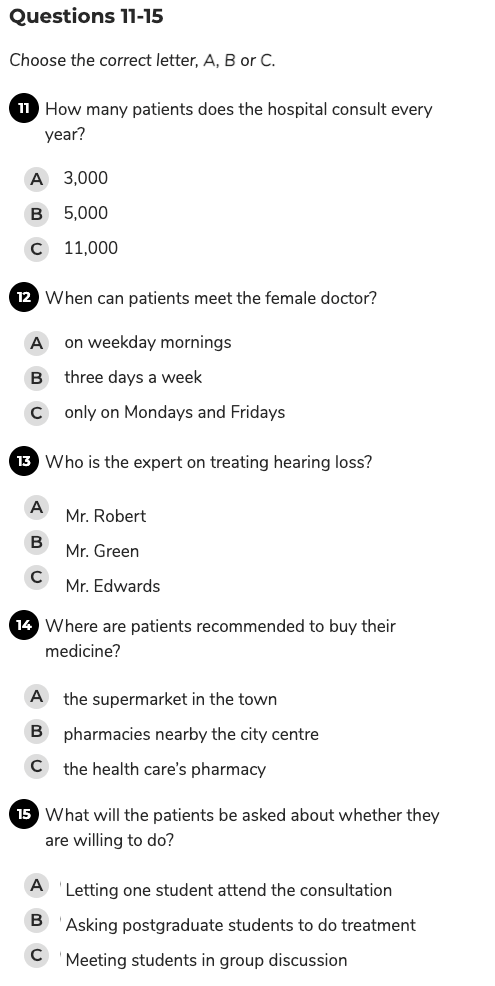 Questions 11-15
Choose the correct letter, A, B or C.
11 How many patients does the hospital consult every
year?
A 3,000
B 5,000
C 11,000
12 When can patients meet the female doctor?
A on weekday mornings
B three days a week
C only on Mondays and Fridays
13 Who is the expert on treating hearing loss?
A Mr. Robert
B Mr. Green
C Mr. Edwards
14 Where are patients recommended to buy their
medicine?
A the supermarket in the town
B pharmacies nearby the city centre
C the health care’s pharmacy
15 What will the patients be asked about whether they
are willing to do?
A Letting one student attend the consultation
B Asking postgraduate students to do treatment
C Meeting students in group discussion